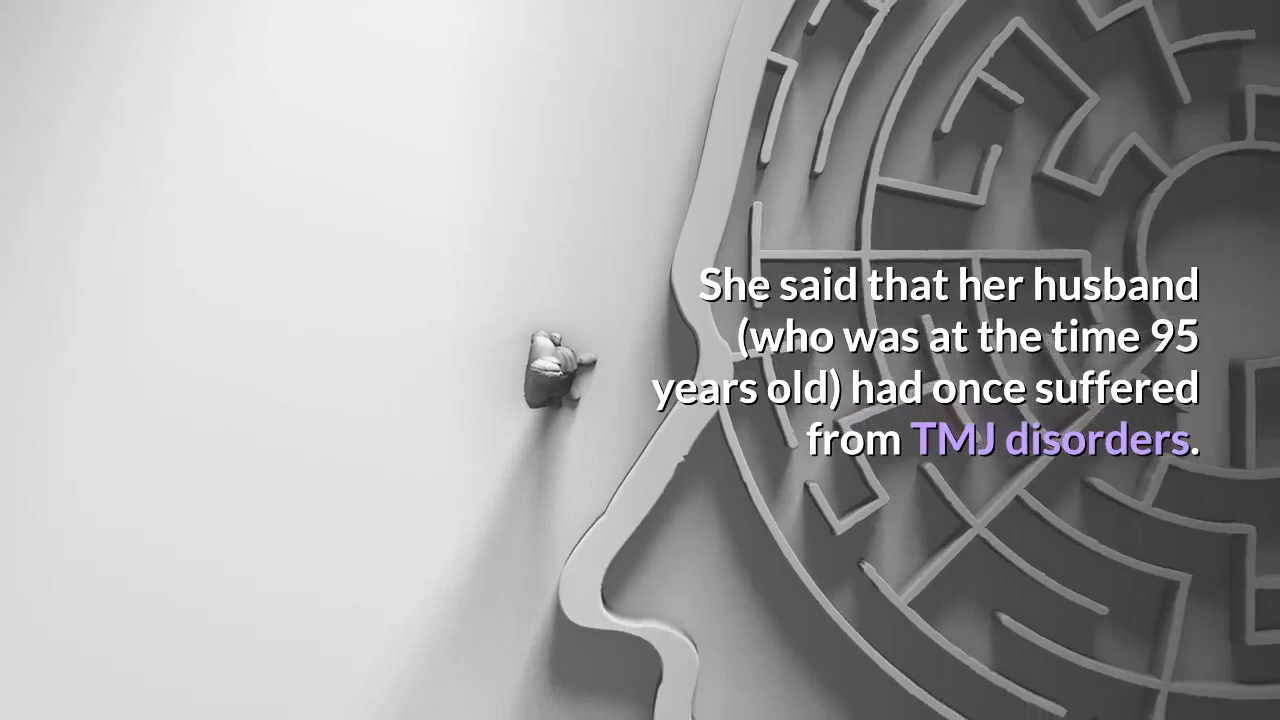 She said that her husband
(who was at the time 95
years old) had once suffered
from TMJ disorders.